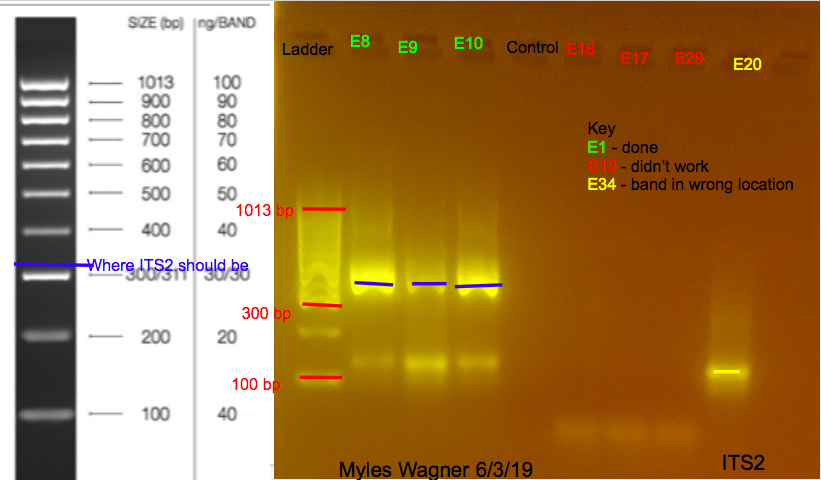 SIZE (bp) ng/BAND
1013 100
900 90
800 80
700 70
600 60
500 50
400 40
Where ITS2 should be
300/311 30/30
200 20
100 40
Ladder E8 E9 E10 Control E16 E17 E29 E20
Key
E1 - done
E12 - didn't work
E34 - band in wrong location
1013 bp
300 bp
100 bp
Myles Wagner 6/3/19
ITS2